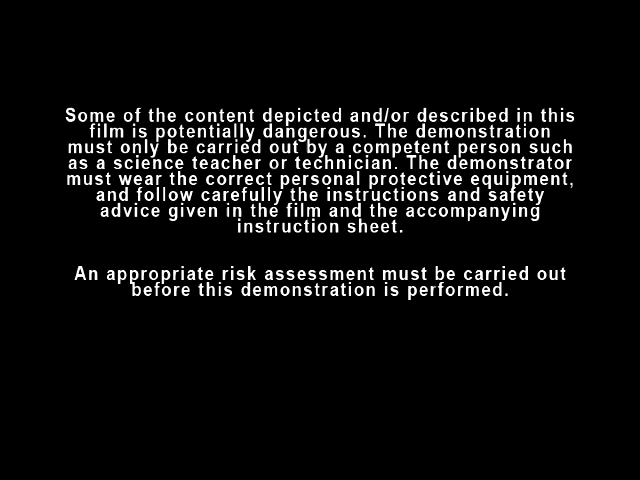 Some of the content depicted and/or described in this
film is potentially dangerous. The demonstration
must only be carried out by a competent person such
as a science teacher or technician. The demonstrator
must wear the correct personal protective equipment,
and follow carefully the instructions and safety
advice given in the film and the accompanying
instruction sheet.
An appropriate risk assessment must be carried out
before this demonstration is performed.